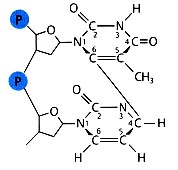 O H
P O 2 3 N
N 1 4 O
6 5
CH₃
P O
O 2 3 N
N 1 4 H
6 5
H H